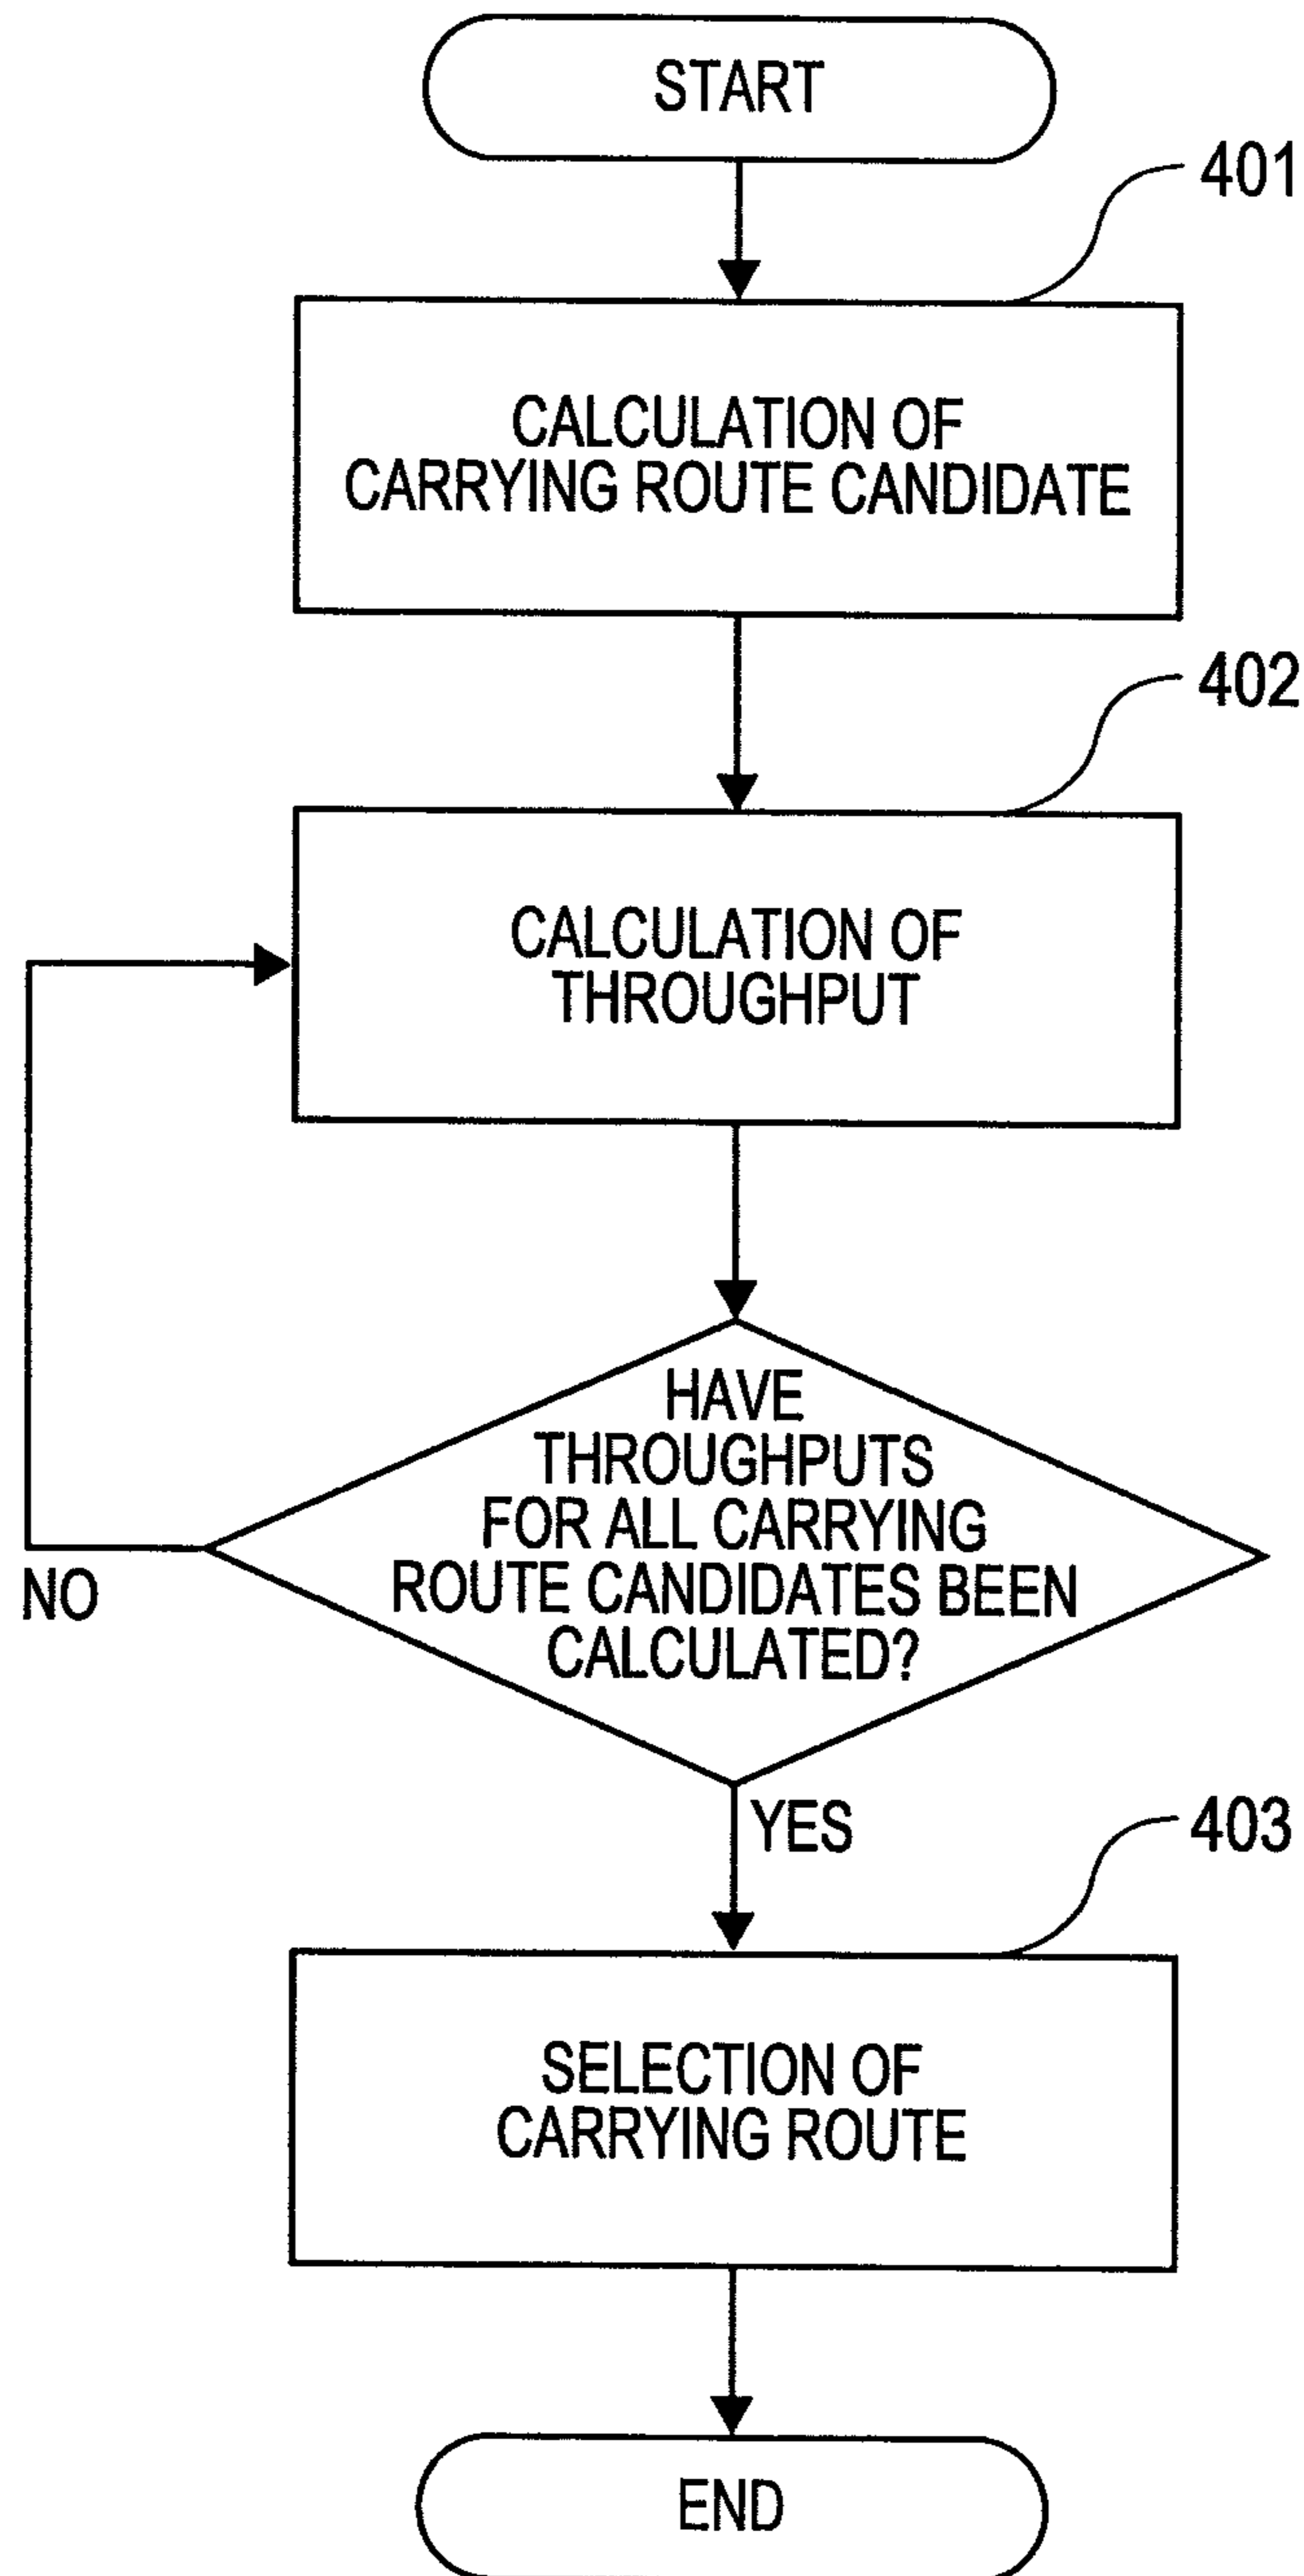 START
401
CALCULATION OF
CARRYING ROUTE CANDIDATE
402
CALCULATION OF
THROUGHPUT
HAVE
THROUGHPUTS
FOR ALL CARRYING
ROUTE CANDIDATES BEEN
CALCULATED?
NO
YES
403
SELECTION OF
CARRYING ROUTE
END